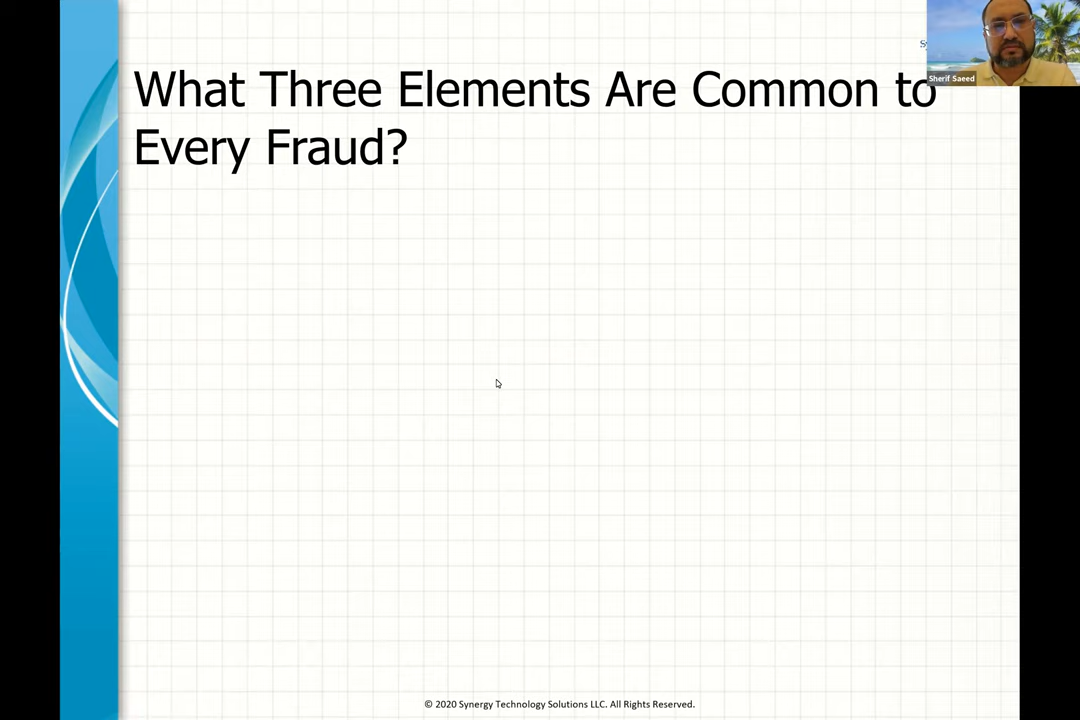 What Three Elements Are Common to
Every Fraud?
Sherif Saeed
© 2020 Synergy Technology Solutions LLC. All Rights Reserved.